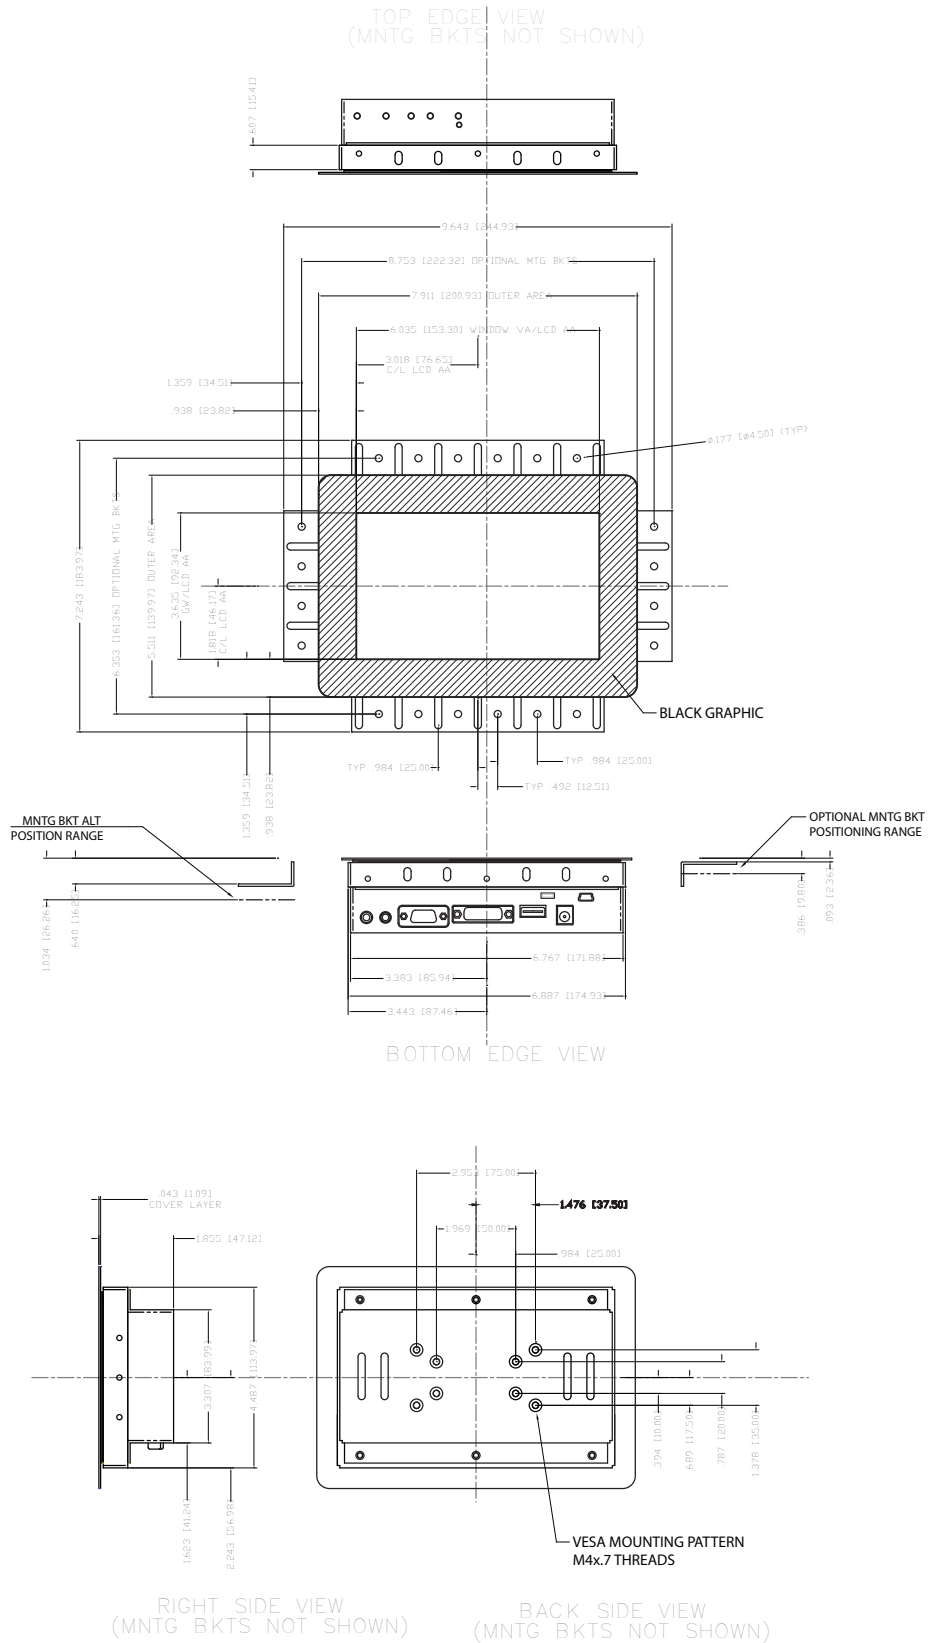 TOP EDGE VIEW
(MNTG BKTS NOT SHOWN)
.607 [15.41]
9.643 [244.93]
8.753 [222.32] OPTIONAL MTG BKTS
7.911 [200.93] OUTER AREA
6.035 [153.30] WINDOW VA/LCD AA
3.018 [76.65]
C/L LCD AA
1.359 [34.51]
.938 [23.82]
ø.177 [ø4.50] (TYP)
7.243 [183.97]
6.353 [161.36] OPTIONAL MTG BKTS
5.511 [139.97] OUTER AREA
3.635 [92.34]
GW/LCD AA
1.818 [46.17]
C/L LCD AA
BLACK GRAPHIC
TYP .984 [25.00]
TYP .984 [25.00]
TYP .492 [12.51]
1.359 [34.51]
.938 [23.82]
MNTG BKT ALT
POSITION RANGE
OPTIONAL MNTG BKT
POSITIONING RANGE
1.034 [26.26]
.640 [16.25]
.386 [9.80]
.093 [2.36]
6.767 [171.88]
3.383 [85.94]
6.887 [174.93]
3.443 [87.46]
BOTTOM EDGE VIEW
.043 [1.09]
COVER LAYER
1.855 [47.12]
2.953 [75.00]
1.476 [37.50]
1.969 [50.00]
.984 [25.00]
3.307 [83.99]
4.487 [113.97]
1.623 [41.24]
2.243 [56.98]
.394 [10.00]
.689 [17.50]
.787 [20.00]
1.378 [35.00]
VESA MOUNTING PATTERN
M4x.7 THREADS
RIGHT SIDE VIEW
(MNTG BKTS NOT SHOWN)
BACK SIDE VIEW
(MNTG BKTS NOT SHOWN)